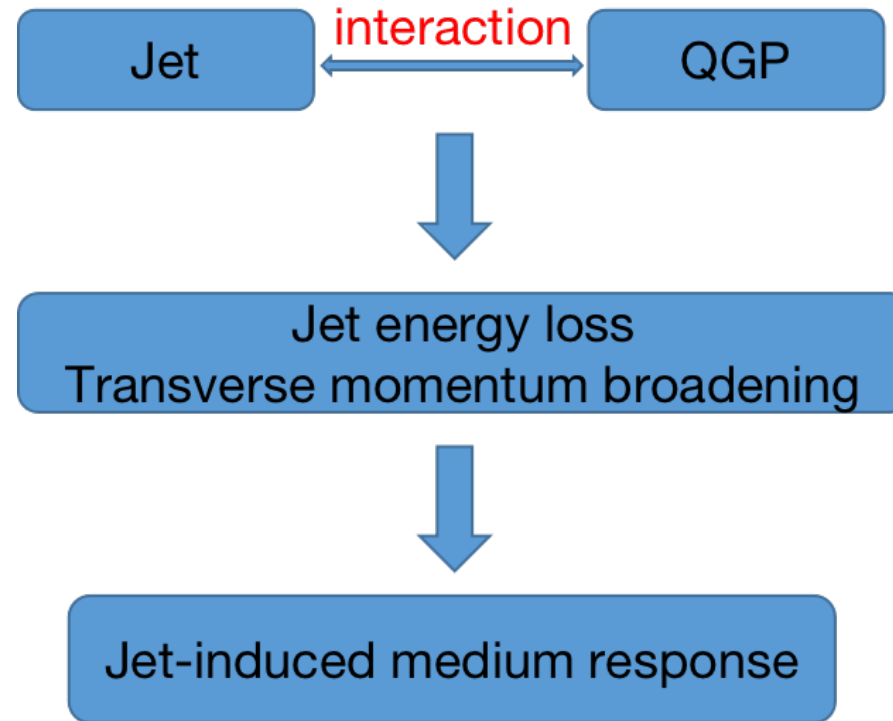 interaction
Jet
QGP
Jet energy loss
Transverse momentum broadening
Jet-induced medium response